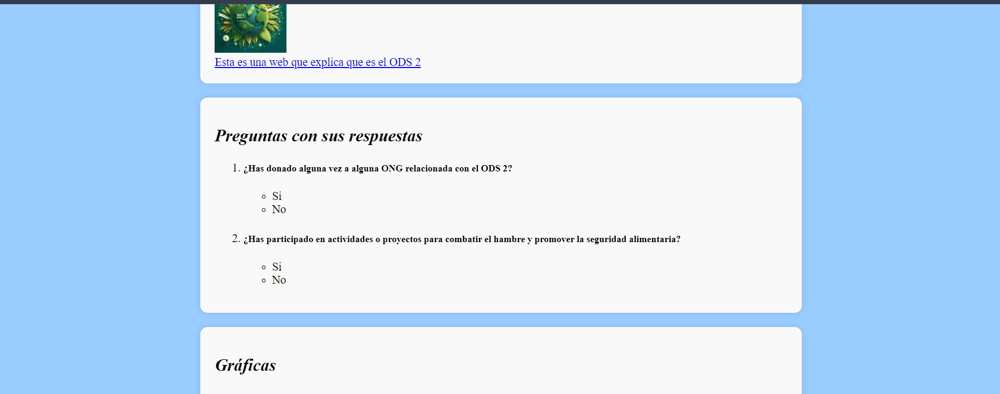 Esta es una web que explica que es el ODS 2
Preguntas con sus respuestas
1. ¿Has donado alguna vez a alguna ONG relacionada con el ODS 2?
Si
No
2. ¿Has participado en actividades o proyectos para combatir el hambre y promover la seguridad alimentaria?
Si
No
Gráficas